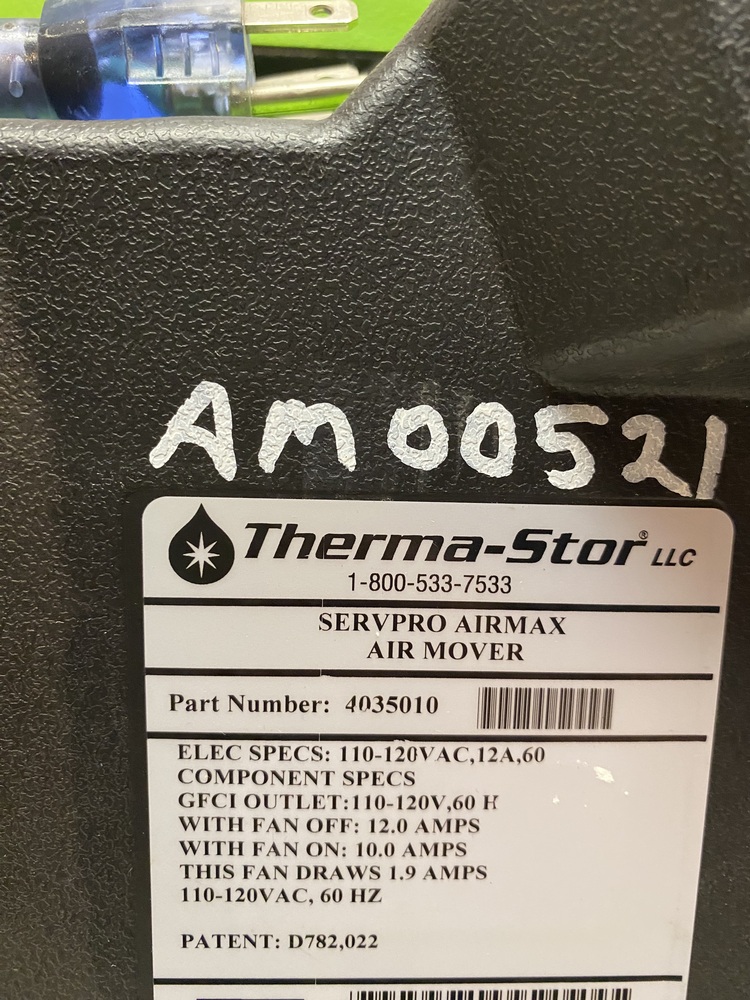 AM00521
Therma-Stor® LLC
1-800-533-7533
SERVPRO AIRMAX
AIR MOVER
Part Number: 4035010
ELEC SPECS: 110-120VAC,12A,60
COMPONENT SPECS
GFCI OUTLET:110-120V,60 H
WITH FAN OFF: 12.0 AMPS
WITH FAN ON: 10.0 AMPS
THIS FAN DRAWS 1.9 AMPS
110-120VAC, 60 HZ
PATENT: D782,022